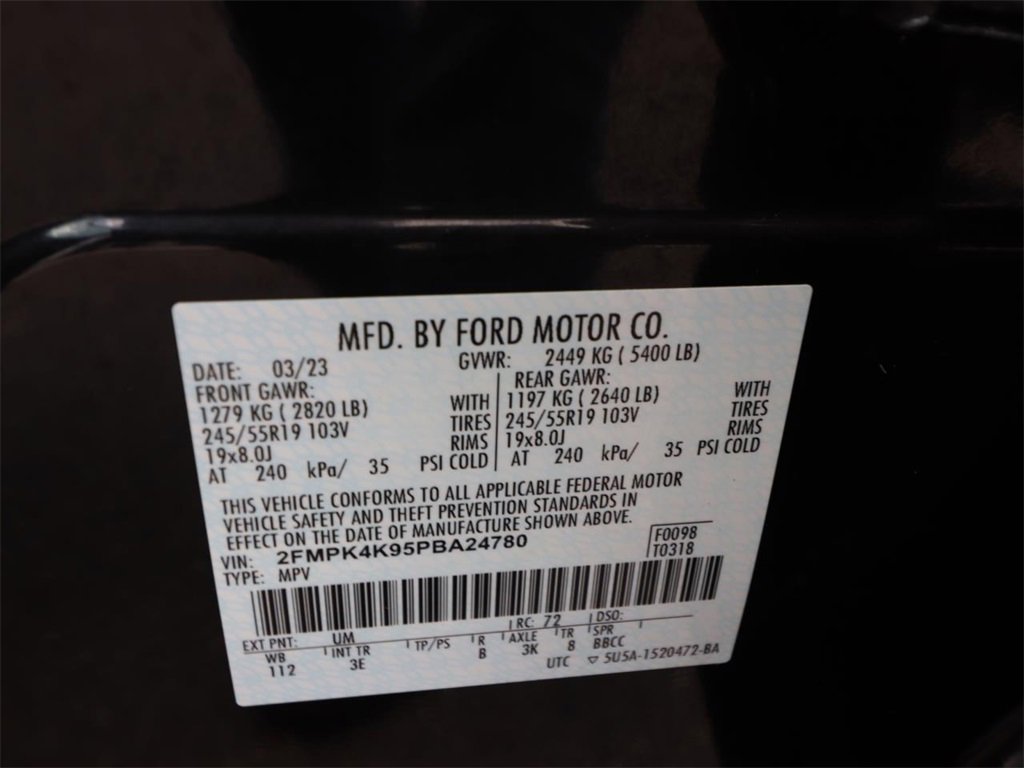 MFD. BY FORD MOTOR CO.
DATE: 03/23 GVWR: 2449 KG ( 5400 LB)
FRONT GAWR: REAR GAWR:
1279 KG ( 2820 LB) WITH 1197 KG ( 2640 LB) WITH
245/55R19 103V TIRES 245/55R19 103V TIRES
19x8.0J RIMS 19x8.0J RIMS
AT 240 kPa/ 35 PSI COLD AT 240 kPa/ 35 PSI COLD
THIS VEHICLE CONFORMS TO ALL APPLICABLE FEDERAL MOTOR
VEHICLE SAFETY AND THEFT PREVENTION STANDARDS IN
EFFECT ON THE DATE OF MANUFACTURE SHOWN ABOVE.
VIN: 2FMPK4K95PBA24780 F0098
TYPE: MPV T0318
EXT PNT: UM RC: 72 DSO:
WB INT TR TP/PS R AXLE TR SPR
112 3E B 3K 8 BBCC
UTC ▽ 5U5A-1520472-BA